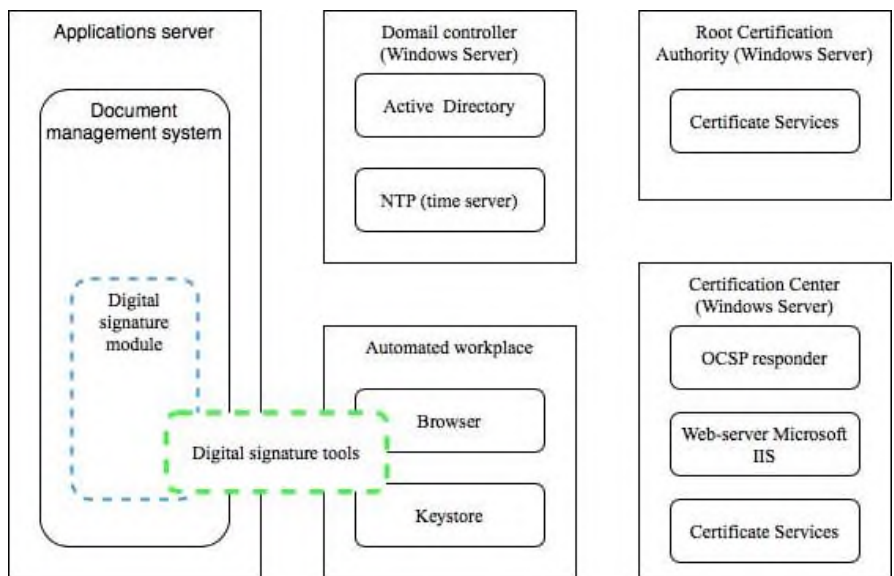 Applications server
Document
management system
Digital
signature
module
Digital signature tools
Domail controller
(Windows Server)
Active Directory
NTP (time server)
Automated workplace
Browser
Keystore
Root Certification
Authority (Windows Server)
Certificate Services
Certification Center
(Windows Server)
OCSP responder
Web-server Microsoft
IIS
Certificate Services